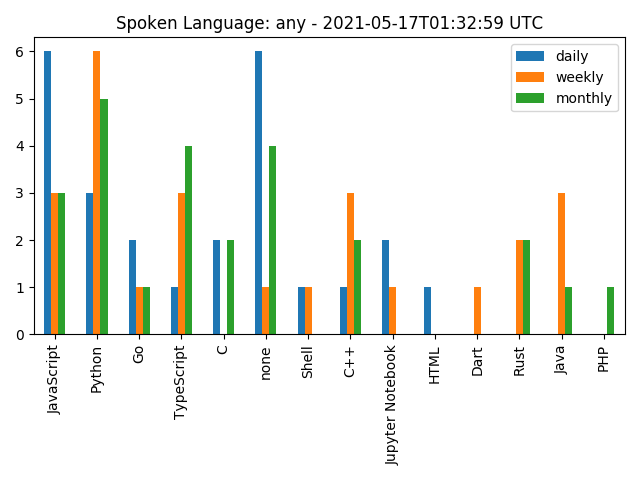 Spoken Language: any - 2021-05-17T01:32:59 UTC
daily
weekly
monthly
6
5
4
3
2
1
0
JavaScript
Python
Go
TypeScript
C
none
Shell
C++
Jupyter Notebook
HTML
Dart
Rust
Java
PHP